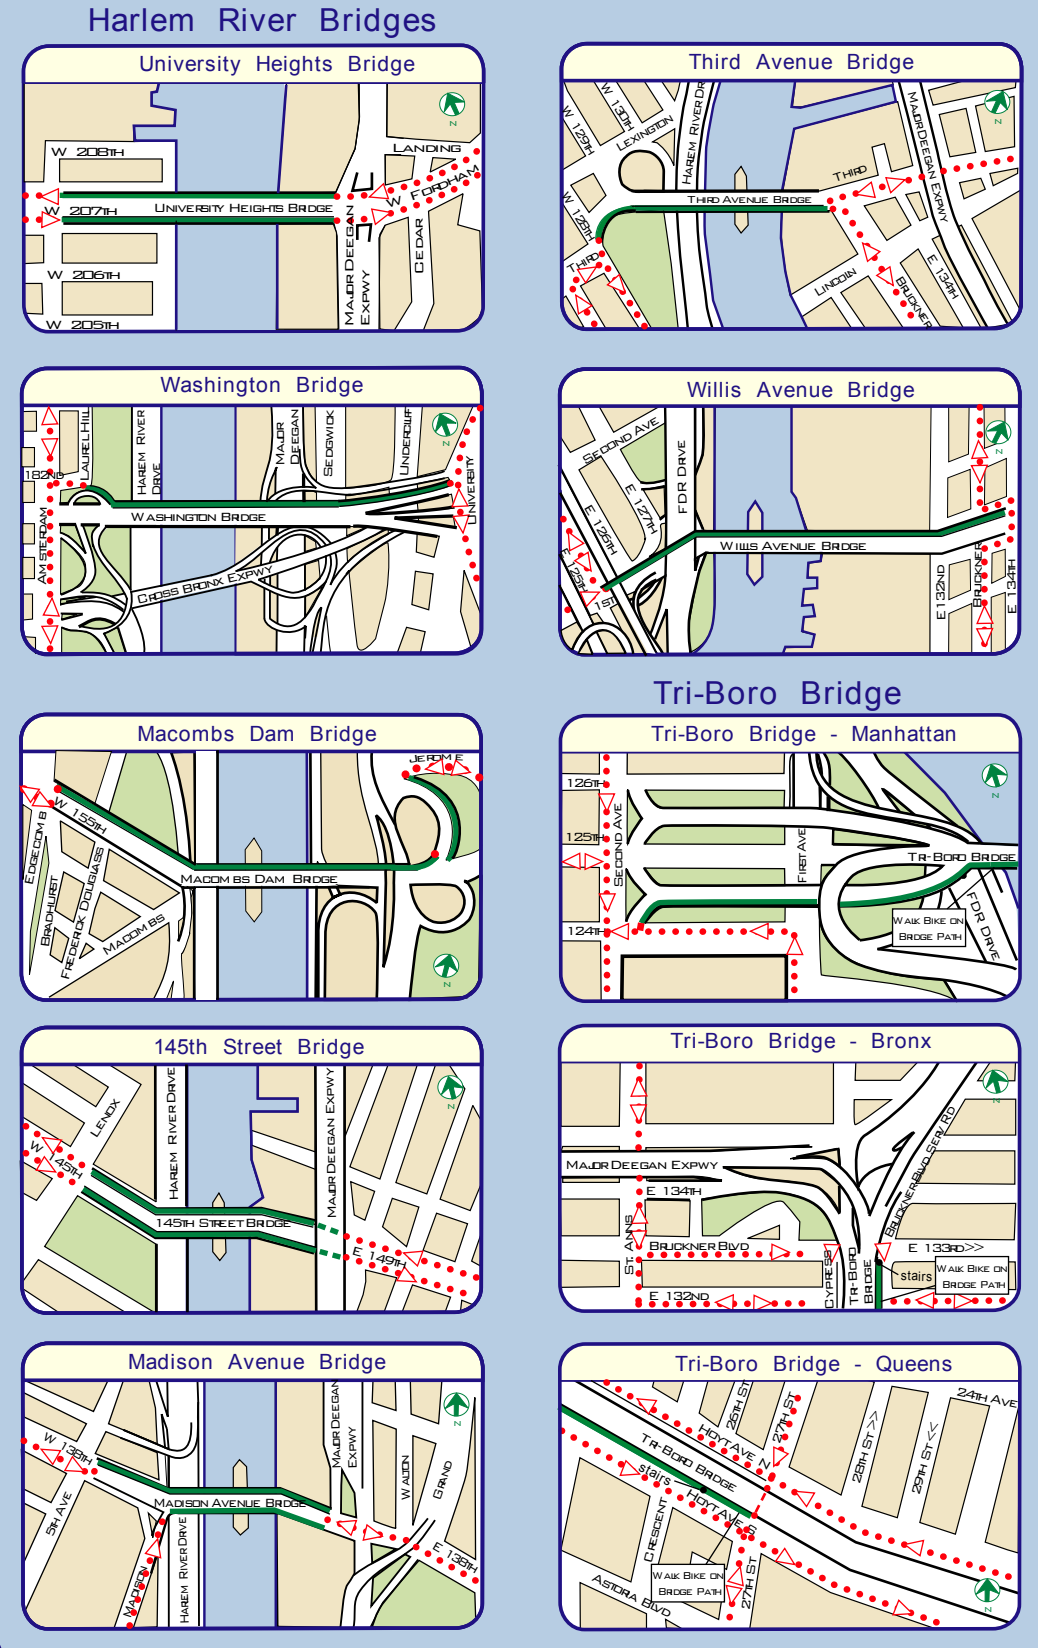 Harlem River Bridges
University Heights Bridge
W 208TH
LANDING
W FORDHAM
UNIVERSITY HEIGHTS BRIDGE
W 207TH
MAJOR DEEGAN
EXPWY
CEDAR
W 206TH
W 205TH
N
Third Avenue Bridge
W 129TH
W 130TH
LEXINGTON
HAREM RIVER DR
MAJOR DEEGAN EXPWY
THIRD
THIRD AVENUE BRIDGE
W 128TH
THIRD
LINCOLN
BRUCKNER
E 134TH
N
Washington Bridge
LAUREL HILL
HAREM RIVER
DRIVE
MAJOR
DEEGAN
SEDGWICK
UNDERCLIFF
UNIVERSITY
182ND
WASHINGTON BRIDGE
AMSTERDAM
CROSS BRONX EXPWY
N
Willis Avenue Bridge
SECOND AVE
FDR DRIVE
E 127TH
E 126TH
E 125TH
1ST
WILLIS AVENUE BRIDGE
E 132ND
BRUCKNER
E 134TH
N
Tri-Boro Bridge
Macombs Dam Bridge
JEROME
W 155TH
EDGECOMB
BRADHURST
FREDERICK DOUGLASS
MACOMBS
MACOMBS DAM BRIDGE
N
Tri-Boro Bridge - Manhattan
126TH
125TH
124TH
SECOND AVE
FIRST AVE
TRI-BORO BRIDGE
WALK BIKE ON
BRIDGE PATH
FDR DRIVE
N
145th Street Bridge
LENOX
HAREM RIVER DRIVE
MAJOR DEEGAN EXPWY
W 145TH
145TH STREET BRIDGE
E 149TH
N
Tri-Boro Bridge - Bronx
MAJOR DEEGAN EXPWY
E 134TH
ST. ANNS
BRUCKNER BLVD
E 132ND
CYPRESS
TRI-BORO
BRIDGE
BRUCKNER BLVD SERV RD
E 133RD>>
stairs
WALK BIKE ON
BRIDGE PATH
N
Madison Avenue Bridge
W 138TH
5TH AVE
MADISON
HAREM RIVER DRIVE
MADISON AVENUE BRIDGE
MAJOR DEEGAN
EXPWY
WALTON
GRAND
E 138TH
N
Tri-Boro Bridge - Queens
26TH ST
27TH ST
28TH ST >>
29TH ST <<
24TH AVE
HOYT AVE N
TRI-BORO BRIDGE
stairs
HOYT AVE S
CRESCENT
WALK BIKE ON
BRIDGE PATH
27TH ST
ASTORA BLVD
N